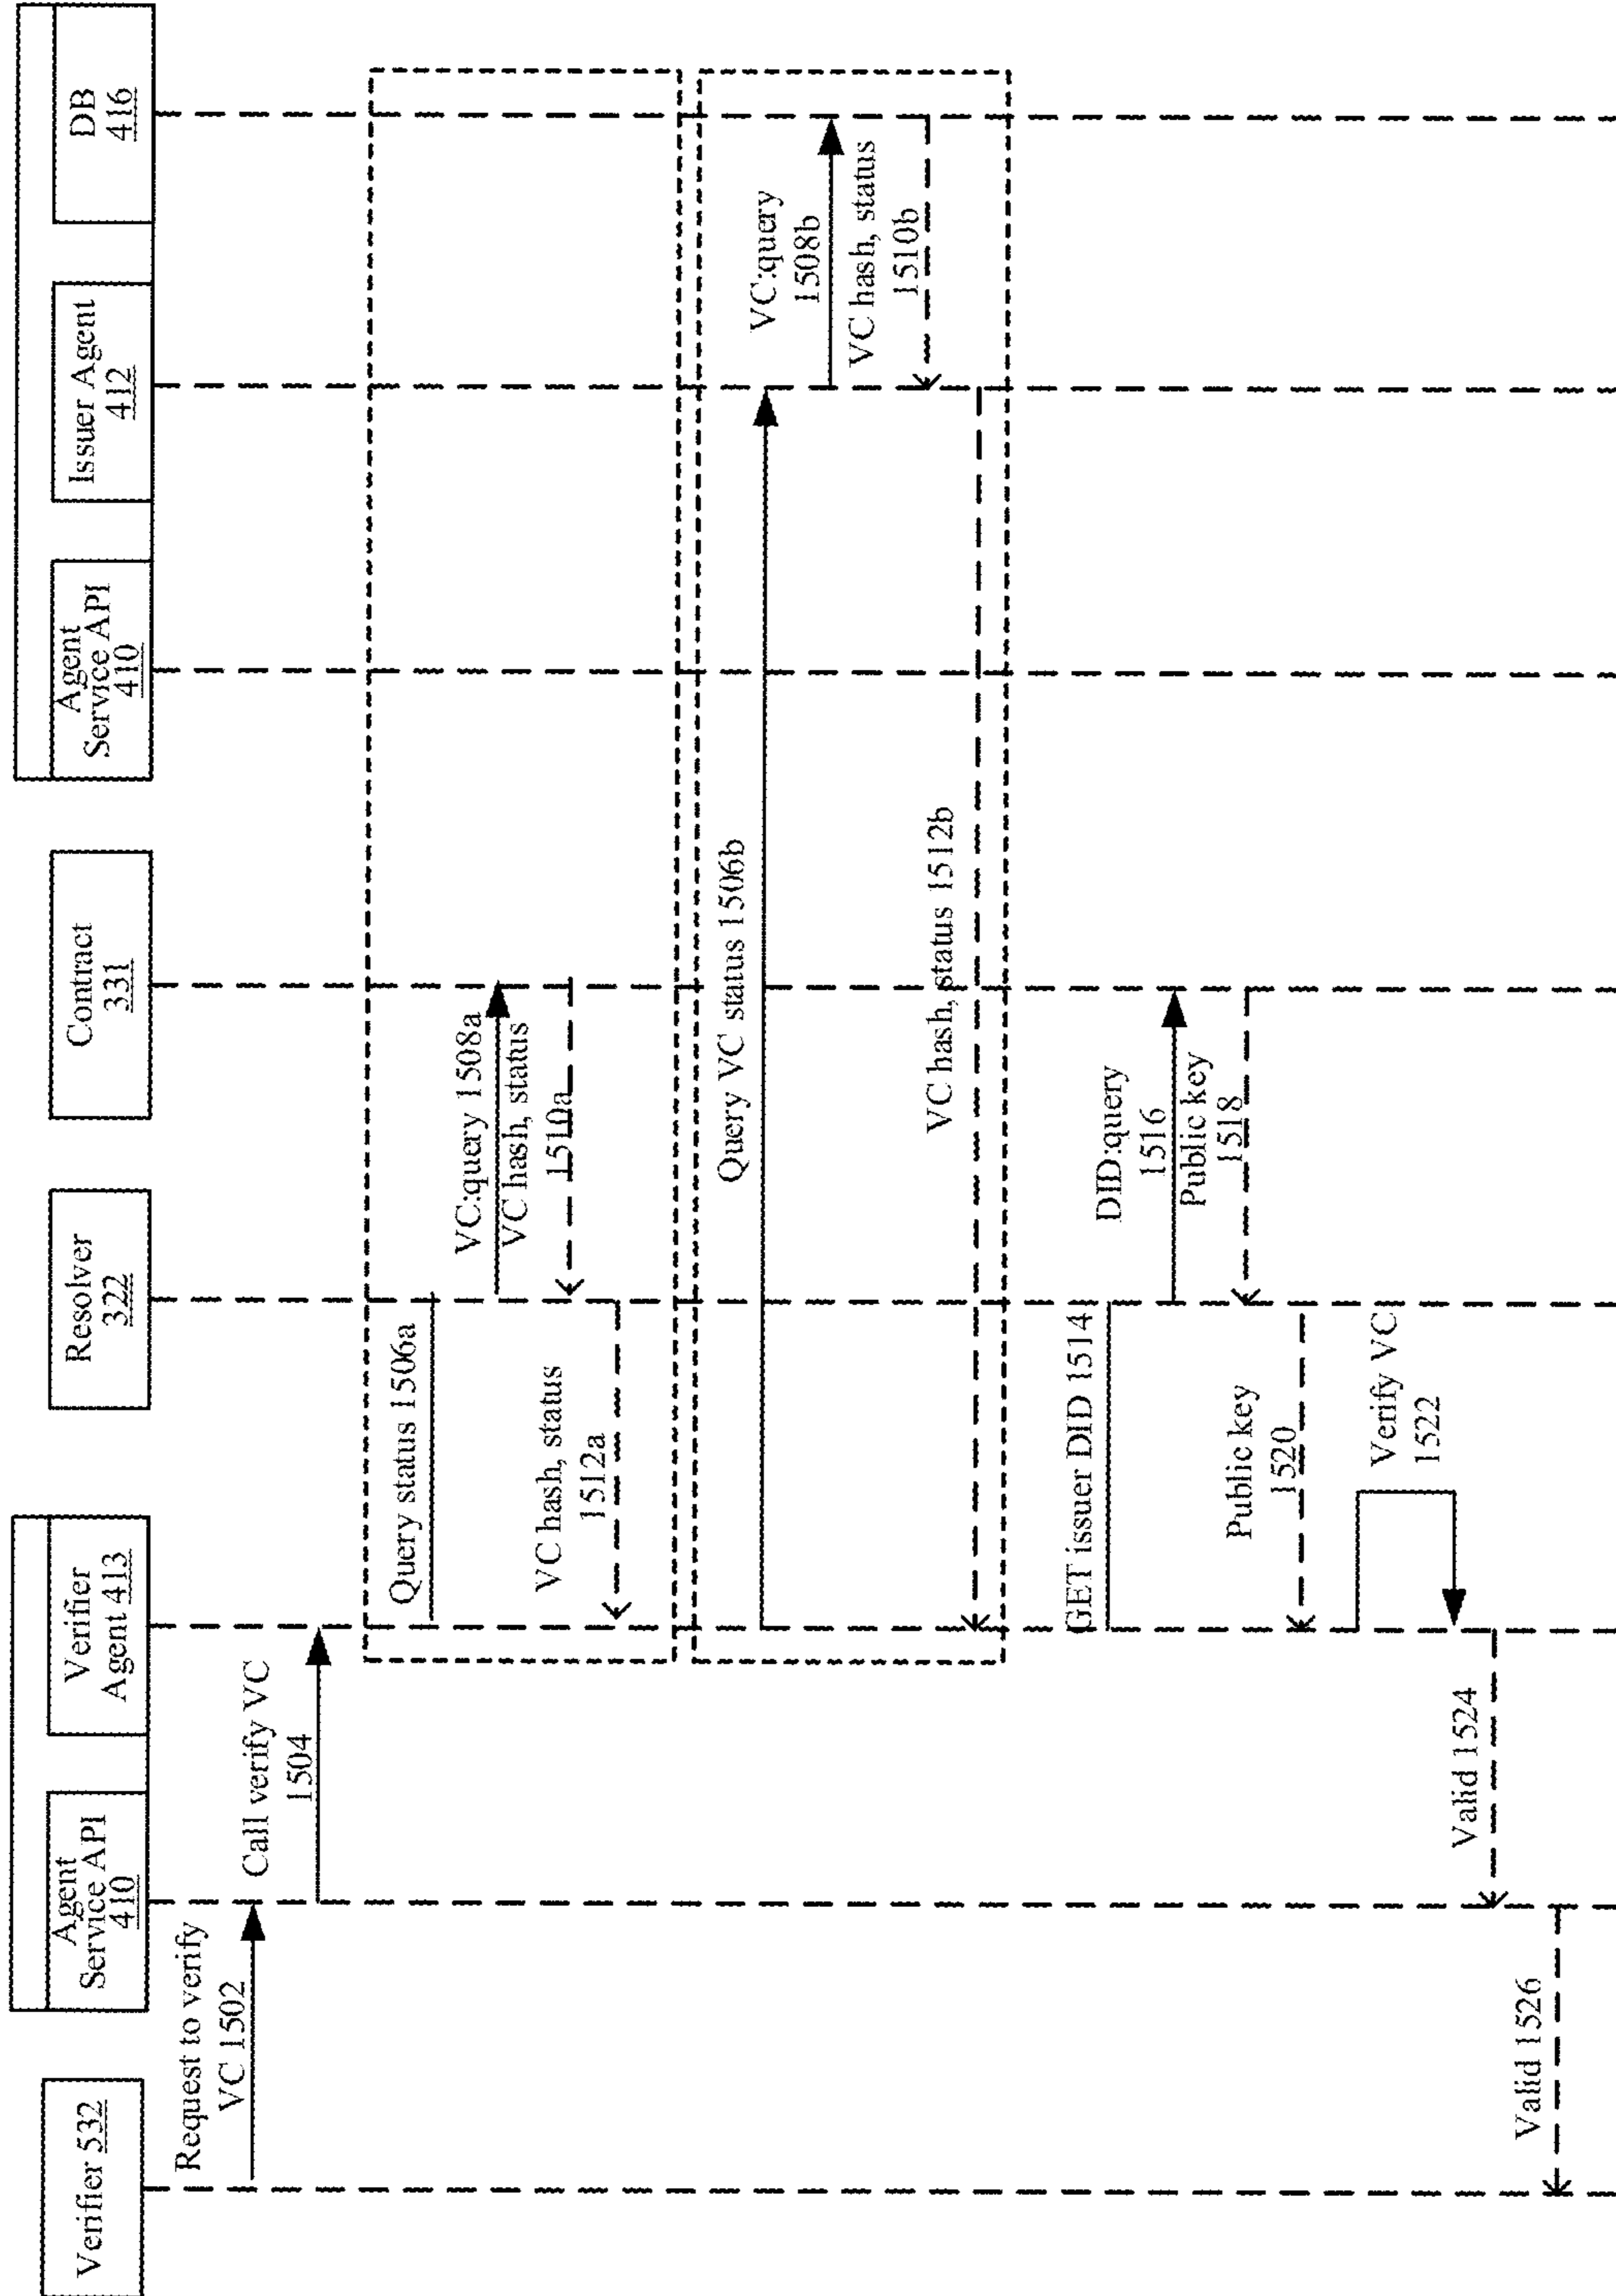 Verifier 532
Agent
Service API
410
Verifier
Agent 413
Resolver
322
Contract
331
Agent
Service API
410
Issuer Agent
412
DB
416
Request to verify
VC 1502
Call verify VC
1504
Query status 1506a
VC:query 1508a
VC hash, status
1510a
VC hash, status
1512a
Query VC status 1506b
VC:query
1508b
VC hash, status
1510b
VC hash, status 1512b
GET issuer DID 1514
DID:query
1516
Public key
1518
Public key
1520
Verify VC
1522
Valid 1524
Valid 1526